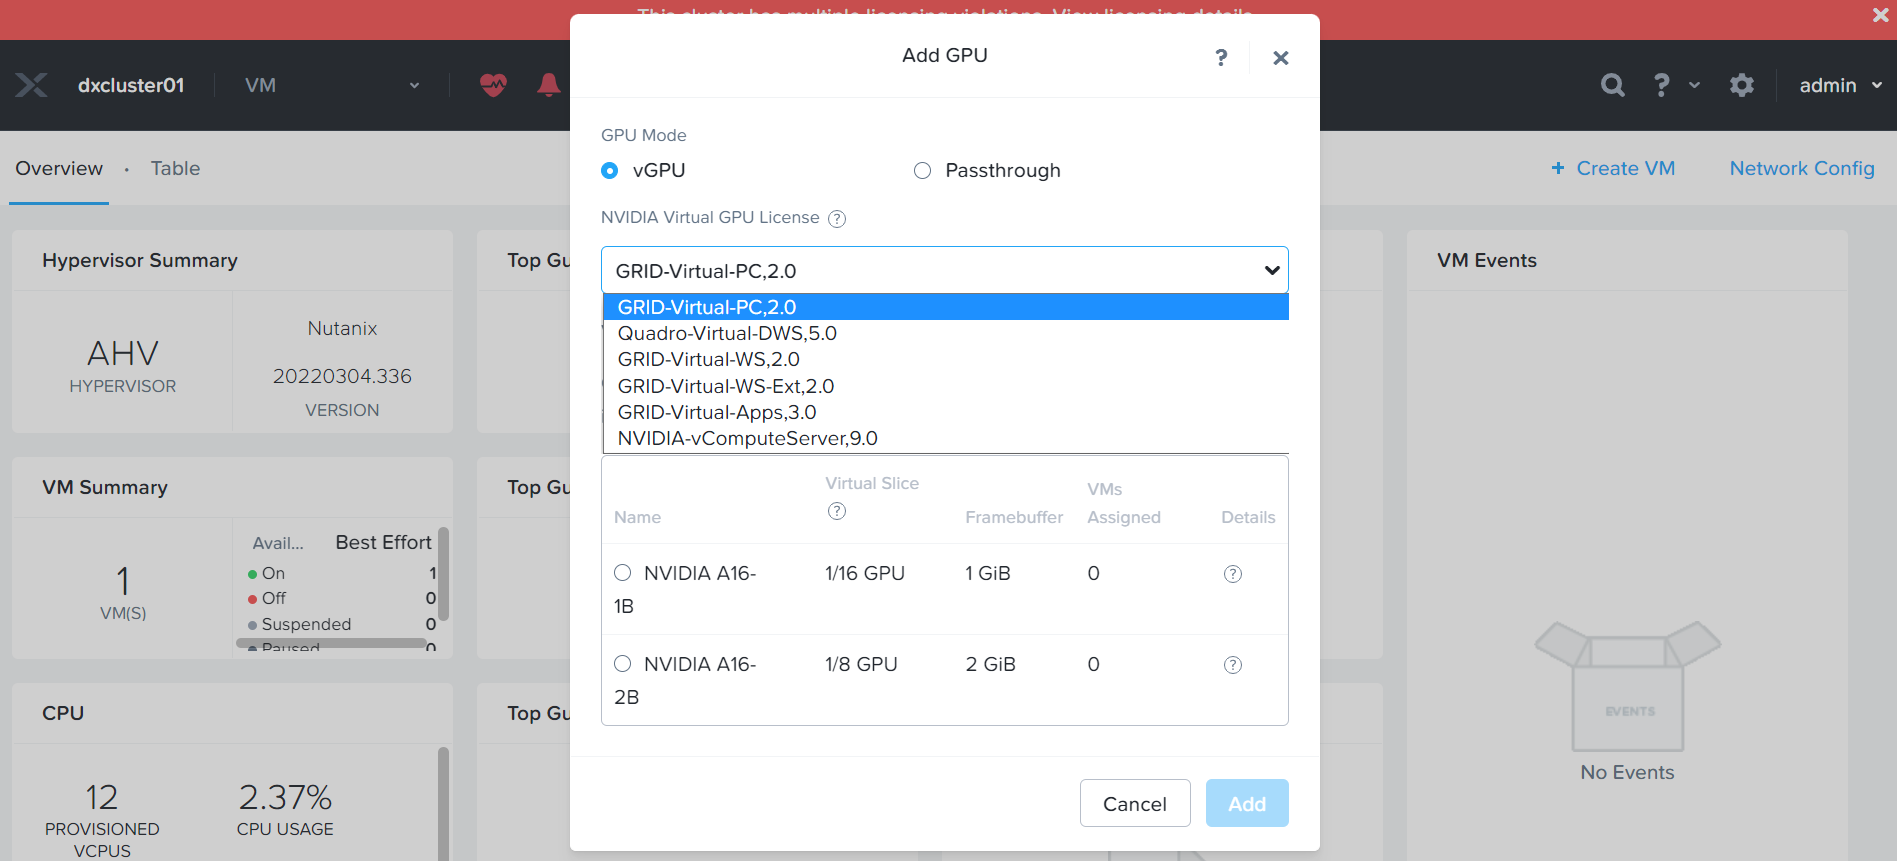 This cluster has multiple licensing violations. View licensing details.
dxcluster01
VM
?
admin
Overview · Table
+ Create VM
Network Config
Hypervisor Summary
AHV
HYPERVISOR
Nutanix
20220304.336
VERSION
Top Gu
VM Summary
1
VM(S)
Avail...
Best Effort
On 1
Off 0
Suspended 0
Paused 0
Top Gu
CPU
12
PROVISIONED
VCPUS
2.37%
CPU USAGE
Top Gu
Add GPU
?
GPU Mode
vGPU
Passthrough
NVIDIA Virtual GPU License ?
GRID-Virtual-PC,2.0
GRID-Virtual-PC,2.0
Quadro-Virtual-DWS,5.0
GRID-Virtual-WS,2.0
GRID-Virtual-WS-Ext,2.0
GRID-Virtual-Apps,3.0
NVIDIA-vComputeServer,9.0
Name
Virtual Slice
?
Framebuffer
VMs
Assigned
Details
NVIDIA A16-
1B
1/16 GPU
1 GiB
0
?
NVIDIA A16-
2B
1/8 GPU
2 GiB
0
?
Cancel
Add
VM Events
EVENTS
No Events